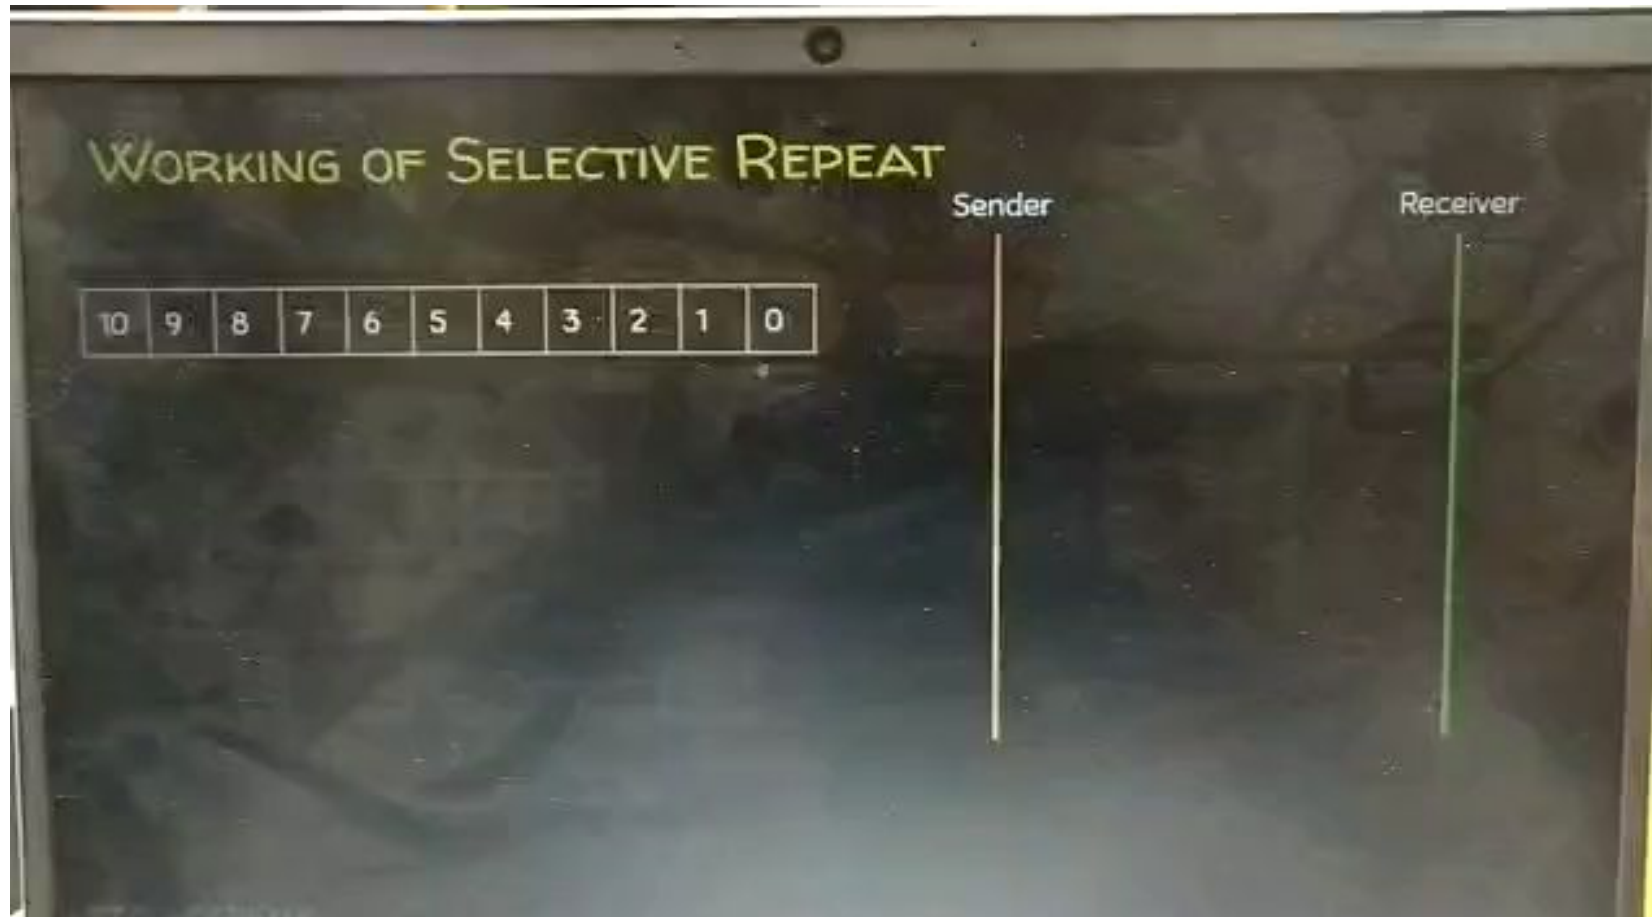 WORKING OF SELECTIVE REPEAT
Sender
Receiver
10 9 8 7 6 5 4 3 2 1 0